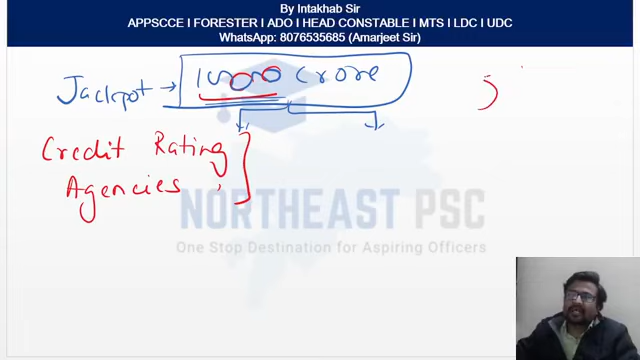 By Intakhab Sir
APPSCCE I FORESTER I ADO I HEAD CONSTABLE I MTS I LDC I UDC
WhatsApp: 8076535685 (Amarjeet Sir)
Jackpot → Crore
Credit Rating
Agencies
NORTHEAST PSC
One Stop Destination for Aspiring Officers